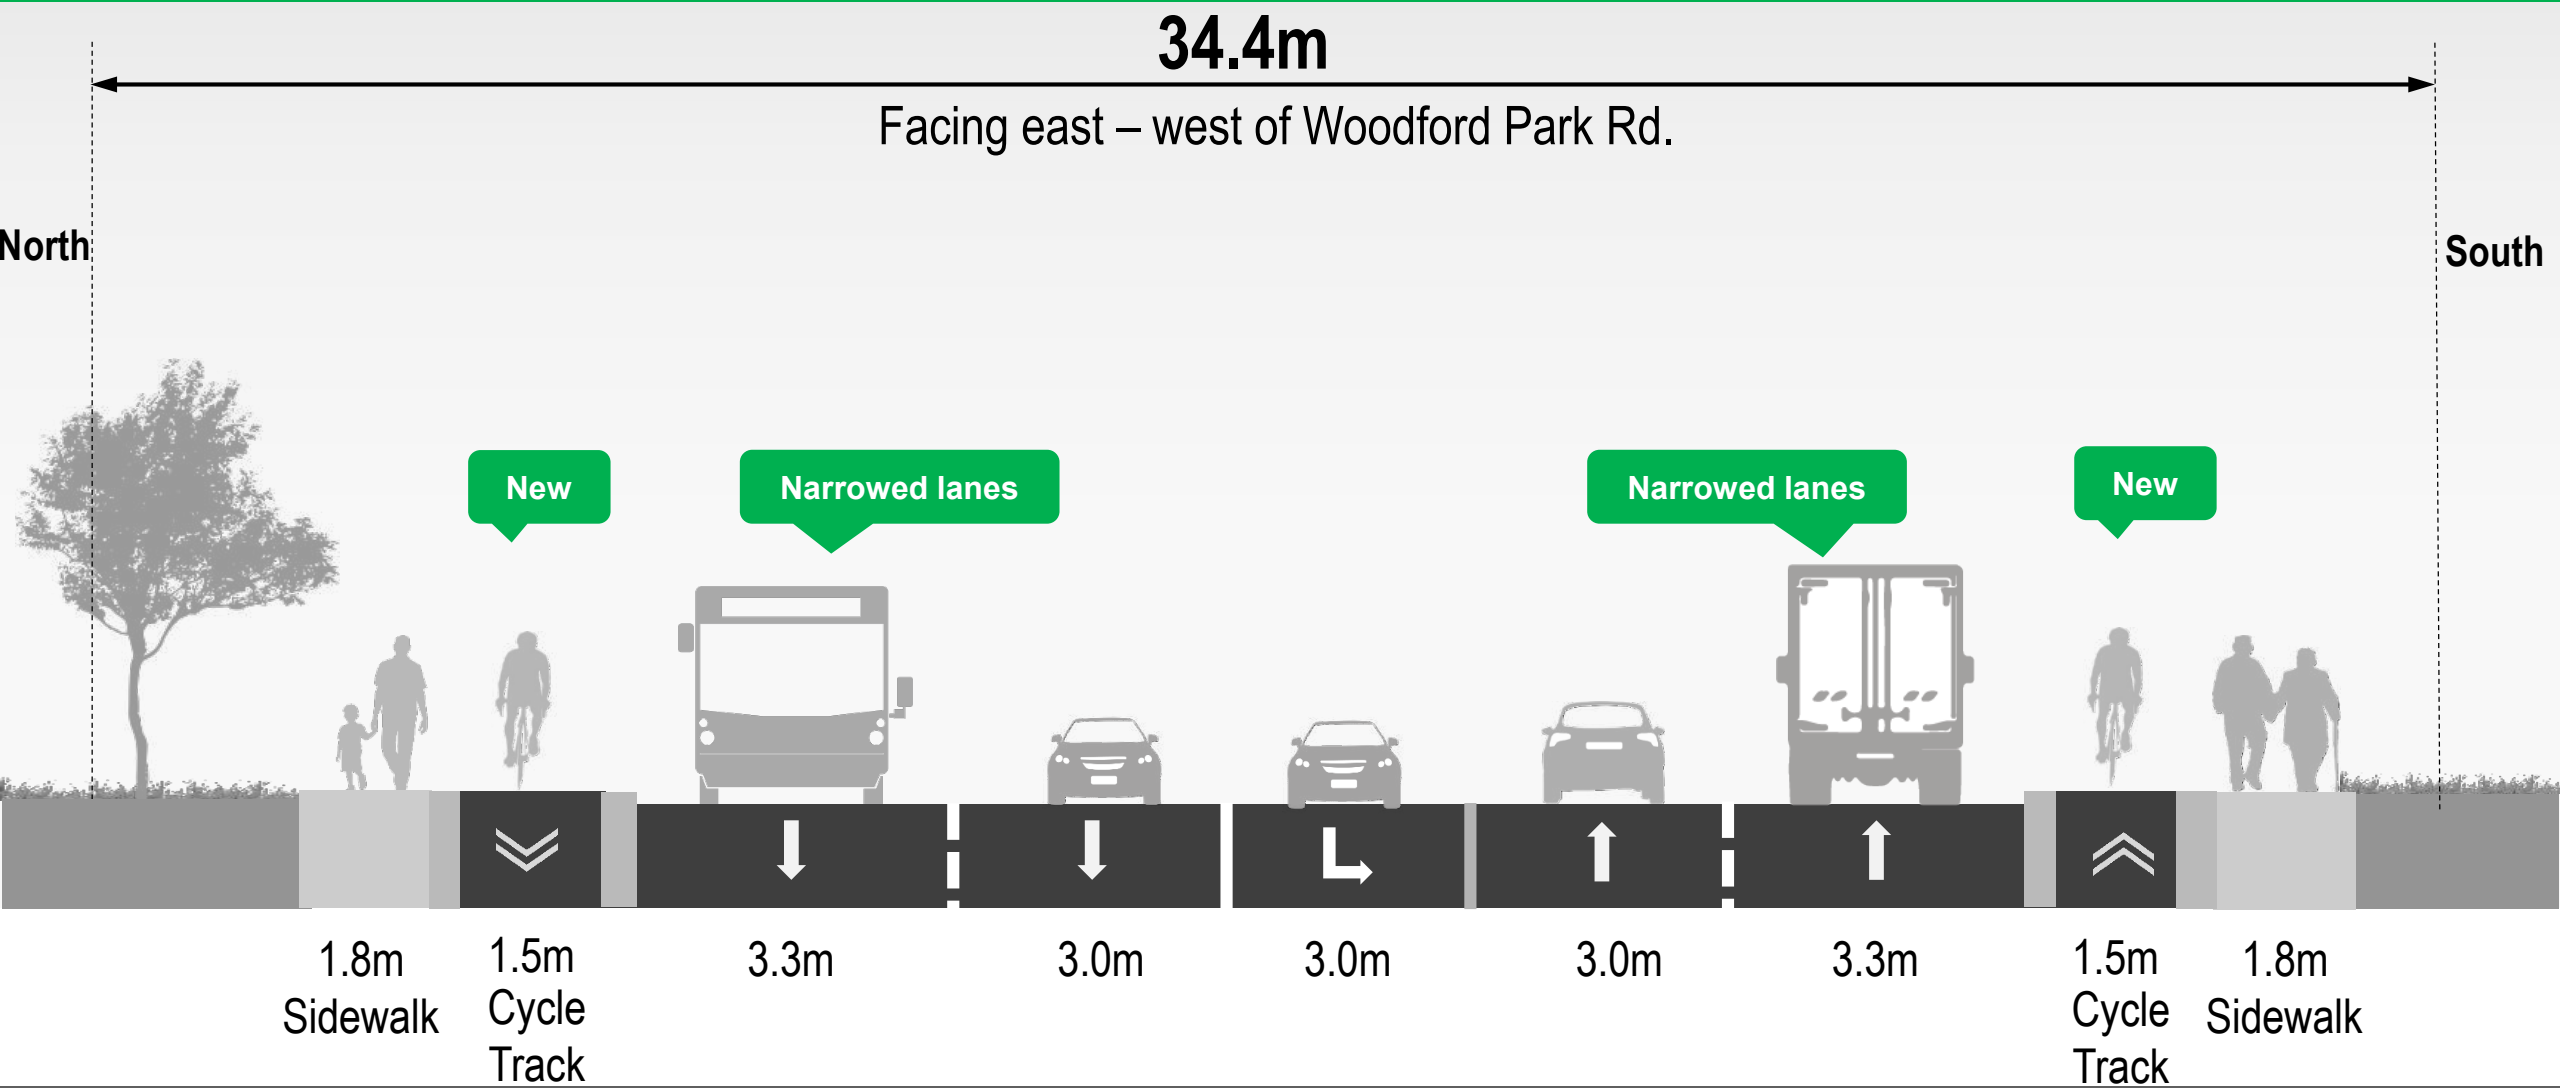 34.4m
Facing east – west of Woodford Park Rd.
North
South
New
Narrowed lanes
Narrowed lanes
New
1.8m
Sidewalk
1.5m
Cycle
Track
3.3m
3.0m
3.0m
3.0m
3.3m
1.5m
Cycle
Track
1.8m
Sidewalk